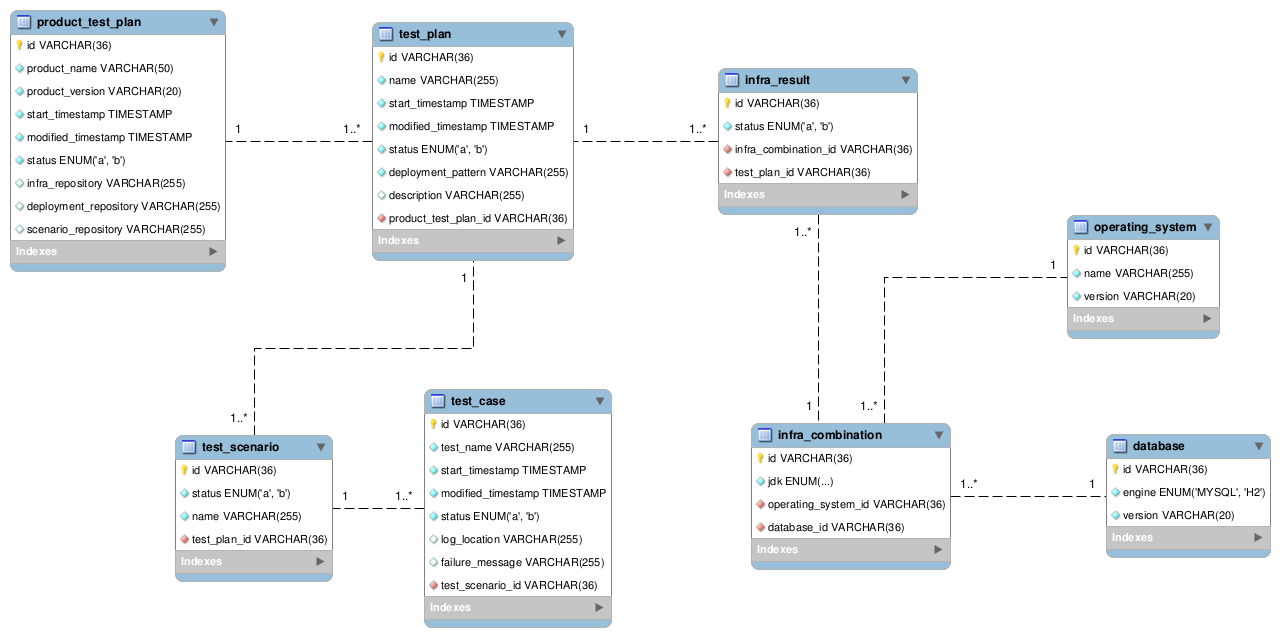 product_test_plan
id VARCHAR(36)
product_name VARCHAR(50)
product_version VARCHAR(20)
start_timestamp TIMESTAMP
modified_timestamp TIMESTAMP
status ENUM('a', 'b')
infra_repository VARCHAR(255)
deployment_repository VARCHAR(255)
scenario_repository VARCHAR(255)
Indexes
1
1..*
test_plan
id VARCHAR(36)
name VARCHAR(255)
start_timestamp TIMESTAMP
modified_timestamp TIMESTAMP
status ENUM('a', 'b')
deployment_pattern VARCHAR(255)
description VARCHAR(255)
product_test_plan_id VARCHAR(36)
Indexes
1
1..*
infra_result
id VARCHAR(36)
status ENUM('a', 'b')
infra_combination_id VARCHAR(36)
test_plan_id VARCHAR(36)
Indexes
1..*
1
operating_system
id VARCHAR(36)
name VARCHAR(255)
version VARCHAR(20)
Indexes
1
1..*
1
1..*
test_scenario
id VARCHAR(36)
status ENUM('a', 'b')
name VARCHAR(255)
test_plan_id VARCHAR(36)
Indexes
1
1..*
test_case
id VARCHAR(36)
test_name VARCHAR(255)
start_timestamp TIMESTAMP
modified_timestamp TIMESTAMP
status ENUM('a', 'b')
log_location VARCHAR(255)
failure_message VARCHAR(255)
test_scenario_id VARCHAR(36)
Indexes
infra_combination
id VARCHAR(36)
jdk ENUM(...)
operating_system_id VARCHAR(36)
database_id VARCHAR(36)
Indexes
1..*
1
database
id VARCHAR(36)
engine ENUM('MYSQL', 'H2')
version VARCHAR(20)
Indexes